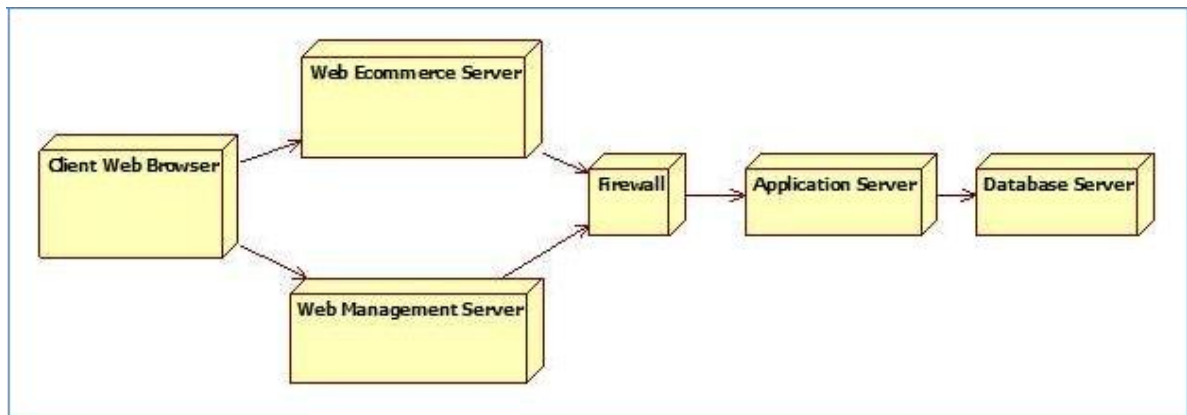 Web Ecommerce Server
Client Web Browser
Firewall
Application Server
Database Server
Web Management Server